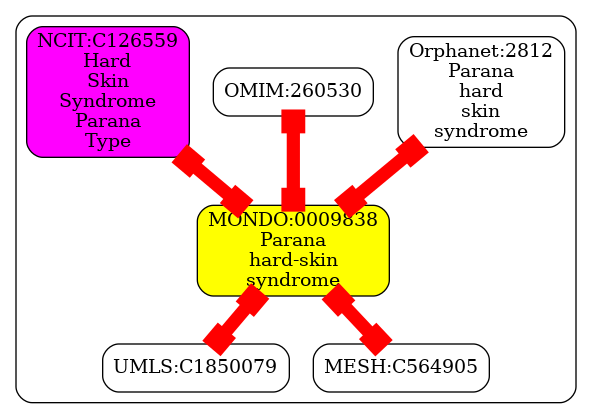 NCIT:C126559
Hard
Skin
Syndrome
Parana
Type
OMIM:260530
Orphanet:2812
Parana
hard
skin
syndrome
MONDO:0009838
Parana
hard-skin
syndrome
UMLS:C1850079
MESH:C564905